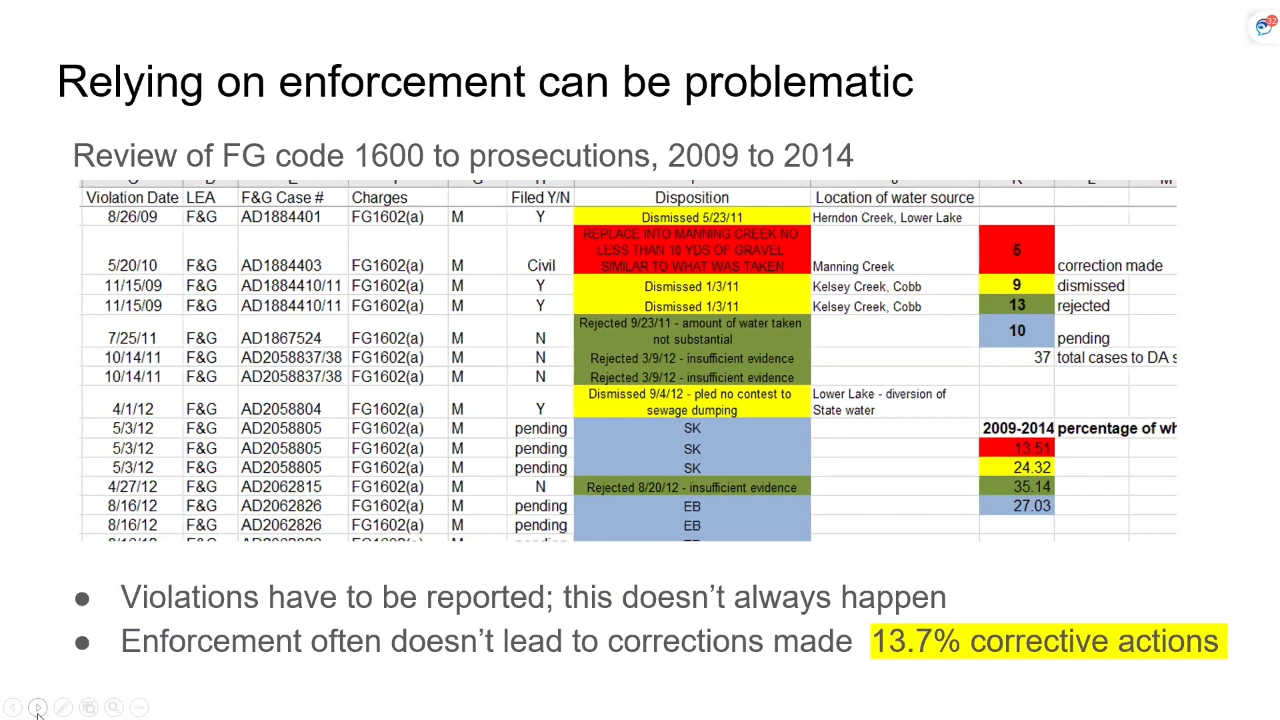 Relying on enforcement can be problematic
Review of FG code 1600 to prosecutions, 2009 to 2014
Violation Date LEA F&G Case # Charges Filed Y/N Disposition Location of water source
8/26/09 F&G AD1884401 FG1602(a) M Y Dismissed 5/23/11 Herndon Creek, Lower Lake
REPLACE INTO MANNING CREEK NO
LESS THAN 10 YDS OF GRAVEL 5
5/20/10 F&G AD1884403 FG1602(a) M Civil SIMILAR TO WHAT WAS TAKEN Manning Creek correction made
11/15/09 F&G AD1884410/11 FG1602(a) M Y Dismissed 1/3/11 Kelsey Creek, Cobb 9 dismissed
11/15/09 F&G AD1884410/11 FG1602(a) M Y Dismissed 1/3/11 Kelsey Creek, Cobb 13 rejected
Rejected 9/23/11 - amount of water taken 10
7/25/11 F&G AD1867524 FG1602(a) M N not substantial pending
10/14/11 F&G AD2058837/38 FG1602(a) M N Rejected 3/9/12 - insufficient evidence 37 total cases to DA s
10/14/11 F&G AD2058837/38 FG1602(a) M N Rejected 3/9/12 - insufficient evidence
Dismissed 9/4/12 - pled no contest to Lower Lake - diversion of
4/1/12 F&G AD2058804 FG1602(a) M Y sewage dumping State water
5/3/12 F&G AD2058805 FG1602(a) M pending SK 2009-2014 percentage of wh
5/3/12 F&G AD2058805 FG1602(a) M pending SK 13.51
5/3/12 F&G AD2058805 FG1602(a) M pending SK 24.32
4/27/12 F&G AD2062815 FG1602(a) M N Rejected 8/20/12 - insufficient evidence 35.14
8/16/12 F&G AD2062826 FG1602(a) M pending EB 27.03
8/16/12 F&G AD2062826 FG1602(a) M pending EB
● Violations have to be reported; this doesn’t always happen
● Enforcement often doesn’t lead to corrections made 13.7% corrective actions